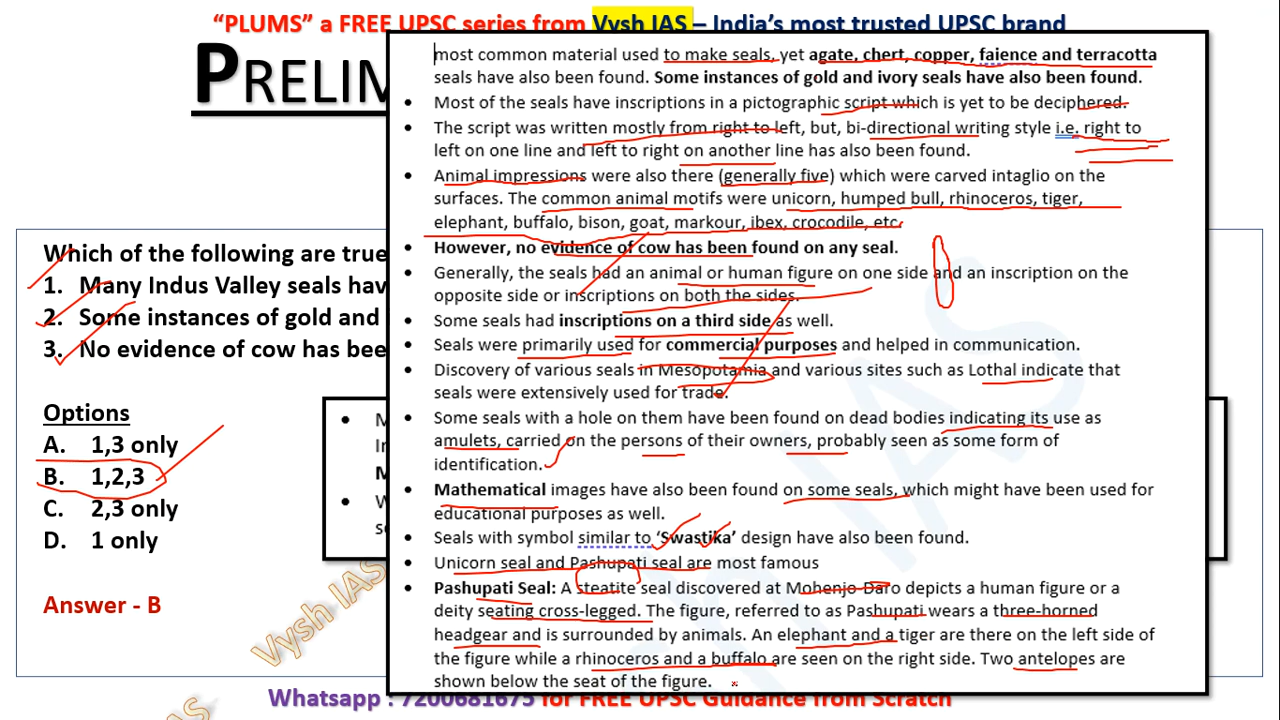 “PLUMS” a FREE UPSC series from Vysh IAS – India’s most trusted UPSC brand
PRELIM
Which of the following are true
1. Many Indus Valley seals hav
2. Some instances of gold and
3. No evidence of cow has bee
Options
A. 1,3 only
B. 1,2,3
C. 2,3 only
D. 1 only
Answer - B
most common material used to make seals, yet agate, chert, copper, faience and terracotta
seals have also been found. Some instances of gold and ivory seals have also been found.
• Most of the seals have inscriptions in a pictographic script which is yet to be deciphered.
• The script was written mostly from right to left, but, bi-directional writing style i.e. right to
left on one line and left to right on another line has also been found.
• Animal impressions were also there (generally five) which were carved intaglio on the
surfaces. The common animal motifs were unicorn, humped bull, rhinoceros, tiger,
elephant, buffalo, bison, goat, markour, ibex, crocodile, etc.
• However, no evidence of cow has been found on any seal.
• Generally, the seals had an animal or human figure on one side and an inscription on the
opposite side or inscriptions on both the sides.
• Some seals had inscriptions on a third side as well.
• Seals were primarily used for commercial purposes and helped in communication.
• Discovery of various seals in Mesopotamia and various sites such as Lothal indicate that
seals were extensively used for trade.
• Some seals with a hole on them have been found on dead bodies indicating its use as
amulets, carried on the persons of their owners, probably seen as some form of
identification.
• Mathematical images have also been found on some seals, which might have been used for
educational purposes as well.
• Seals with symbol similar to ‘Swastika’ design have also been found.
• Unicorn seal and Pashupati seal are most famous
• Pashupati Seal: A steatite seal discovered at Mohenjo Daro depicts a human figure or a
deity seating cross-legged. The figure, referred to as Pashupati wears a three-horned
headgear and is surrounded by animals. An elephant and a tiger are there on the left side of
the figure while a rhinoceros and a buffalo are seen on the right side. Two antelopes are
shown below the seat of the figure.
Vysh IAS
IAS
Whatsapp : 7200681675 for FREE UPSC Guidance from Scratch